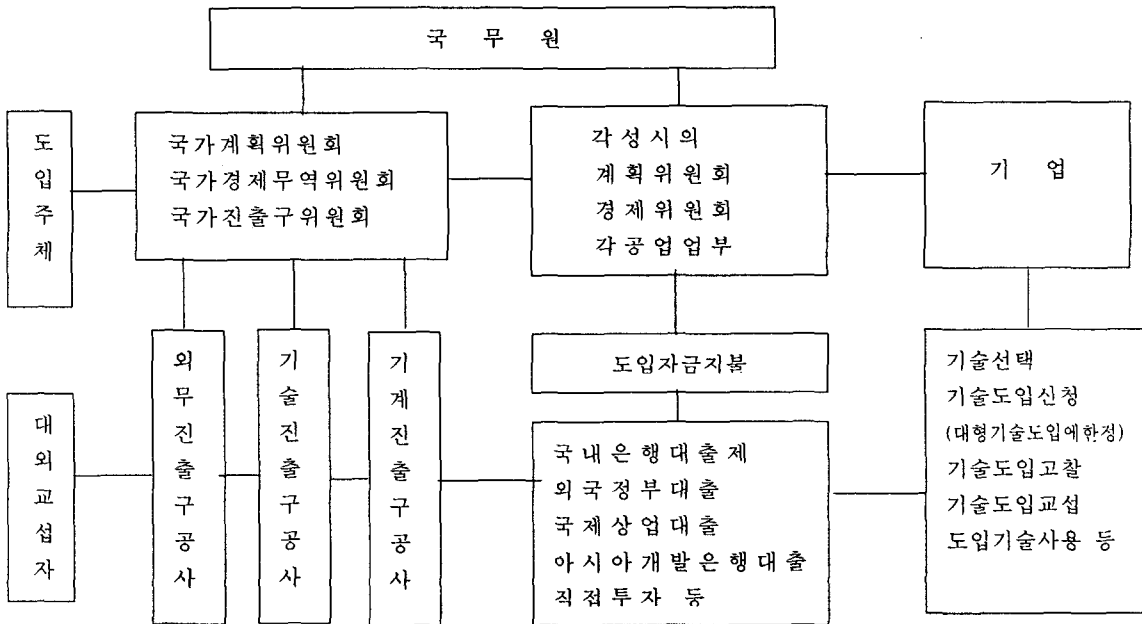 국 무 원
도입주체
국가계획위원회
국가경제무역위원회
국가진출구위원회
각성시의
계획위원회
경제위원회
각공업업부
기 업
대외교섭자
외무진출구공사
기술진출구공사
기계진출구공사
도입자금지불
국내은행대출제
외국정부대출
국제상업대출
아시아개발은행대출
직접투자 등
기술선택
기술도입신청
(대형기술도입에한정)
기술도입고찰
기술도입교섭
도입기술사용 등